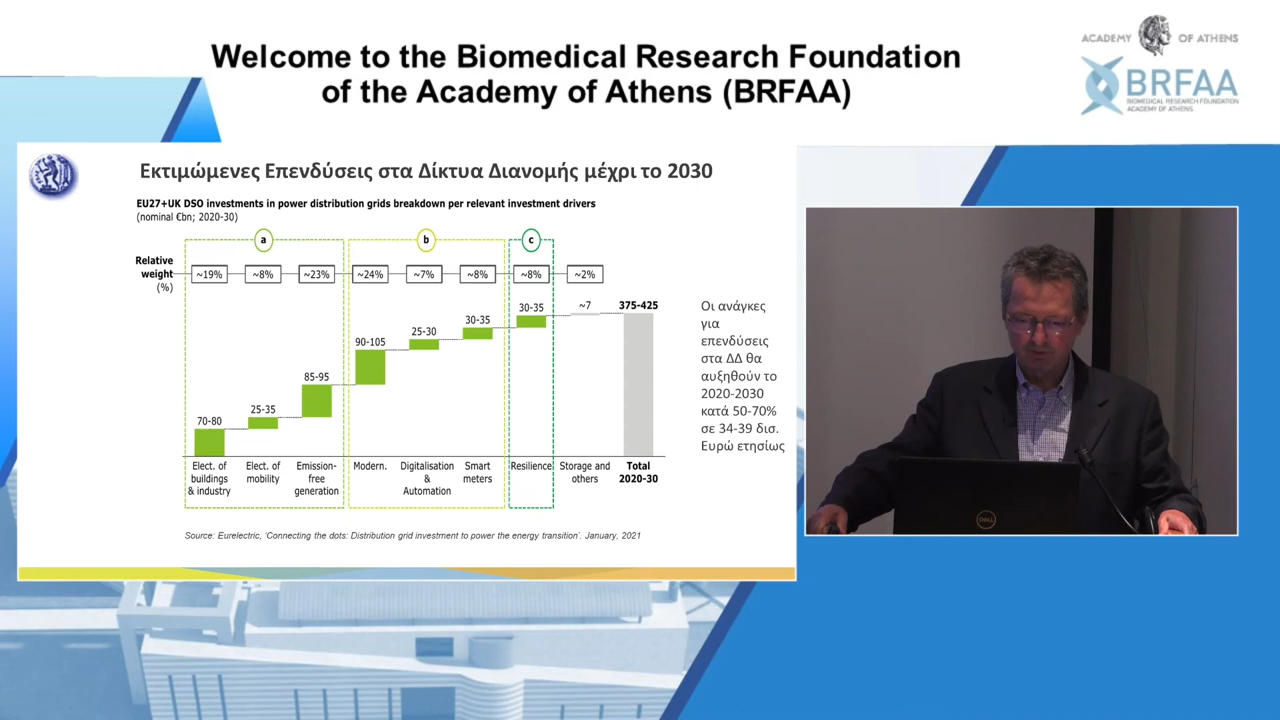 Welcome to the Biomedical Research Foundation
of the Academy of Athens (BRFAA)
ACADEMY OF ATHENS
BRFAA
BIOMEDICAL RESEARCH FOUNDATION
ACADEMY OF ATHENS
Εκτιμώμενες Επενδύσεις στα Δίκτυα Διανομής μέχρι το 2030
EU27+UK DSO investments in power distribution grids breakdown per relevant investment drivers
(nominal €bn; 2020-30)
a b c
Relative
weight
(%)
~19% ~8% ~23% ~24% ~7% ~8% ~8% ~2%
70-80
25-35
85-95
90-105
25-30
30-35
30-35
~7
375-425
Elect. of
buildings
& industry
Elect. of
mobility
Emission-
free
generation
Modern.
Digitalisation
&
Automation
Smart
meters
Resilience
Storage and
others
Total
2020-30
Οι ανάγκες
για
επενδύσεις
στα ΔΔ θα
αυξηθούν το
2020-2030
κατά 50-70%
σε 34-39 δισ.
Ευρώ ετησίως
Source: Eurelectric, 'Connecting the dots: Distribution grid investment to power the energy transition'. January, 2021
DELL